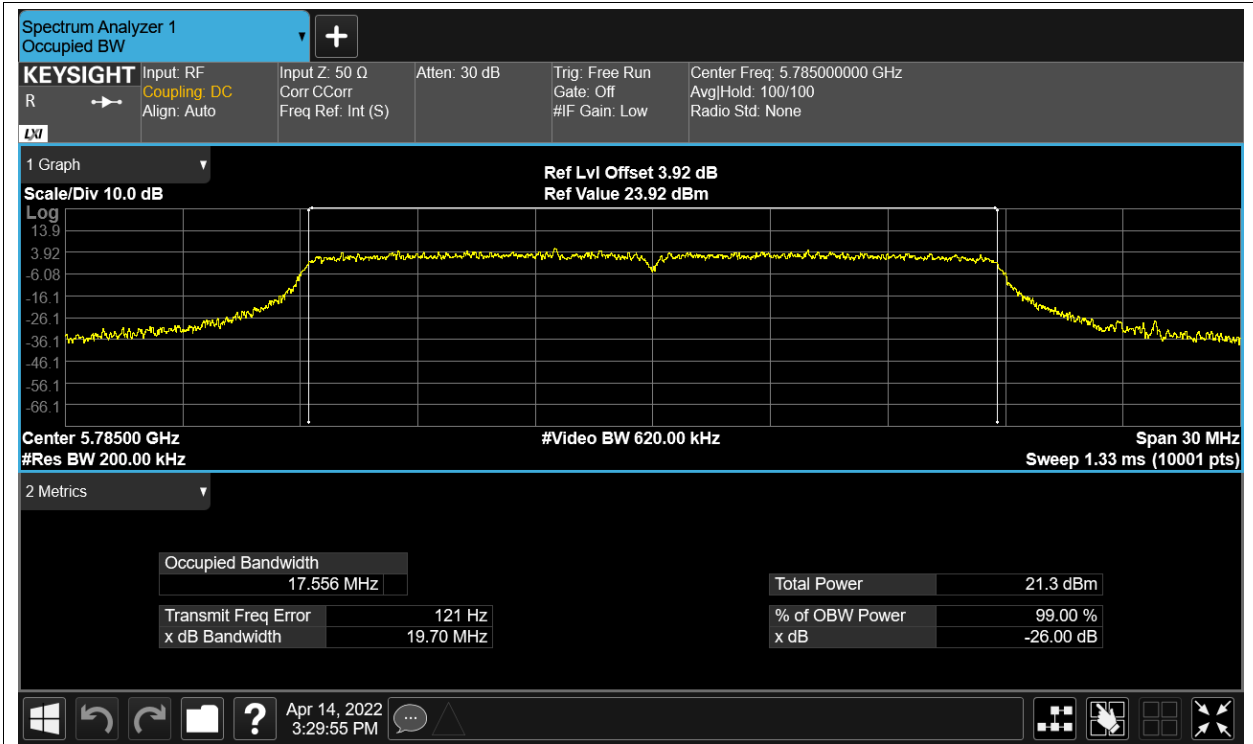 Spectrum Analyzer 1
Occupied BW
KEYSIGHT
R
LXI
Input: RF
Coupling: DC
Align: Auto
Input Z: 50 Ω
Corr CCorr
Freq Ref: Int (S)
Atten: 30 dB
Trig: Free Run
Gate: Off
#IF Gain: Low
Center Freq: 5.785000000 GHz
Avg|Hold: 100/100
Radio Std: None
1 Graph
Scale/Div 10.0 dB
Ref Lvl Offset 3.92 dB
Ref Value 23.92 dBm
Log
13.9
3.92
-6.08
-16.1
-26.1
-36.1
-46.1
-56.1
-66.1
Center 5.78500 GHz
#Res BW 200.00 kHz
#Video BW 620.00 kHz
Span 30 MHz
Sweep 1.33 ms (10001 pts)
2 Metrics
Occupied Bandwidth
17.556 MHz
Transmit Freq Error 121 Hz
x dB Bandwidth 19.70 MHz
Total Power 21.3 dBm
% of OBW Power 99.00 %
x dB -26.00 dB
?
Apr 14, 2022
3:29:55 PM